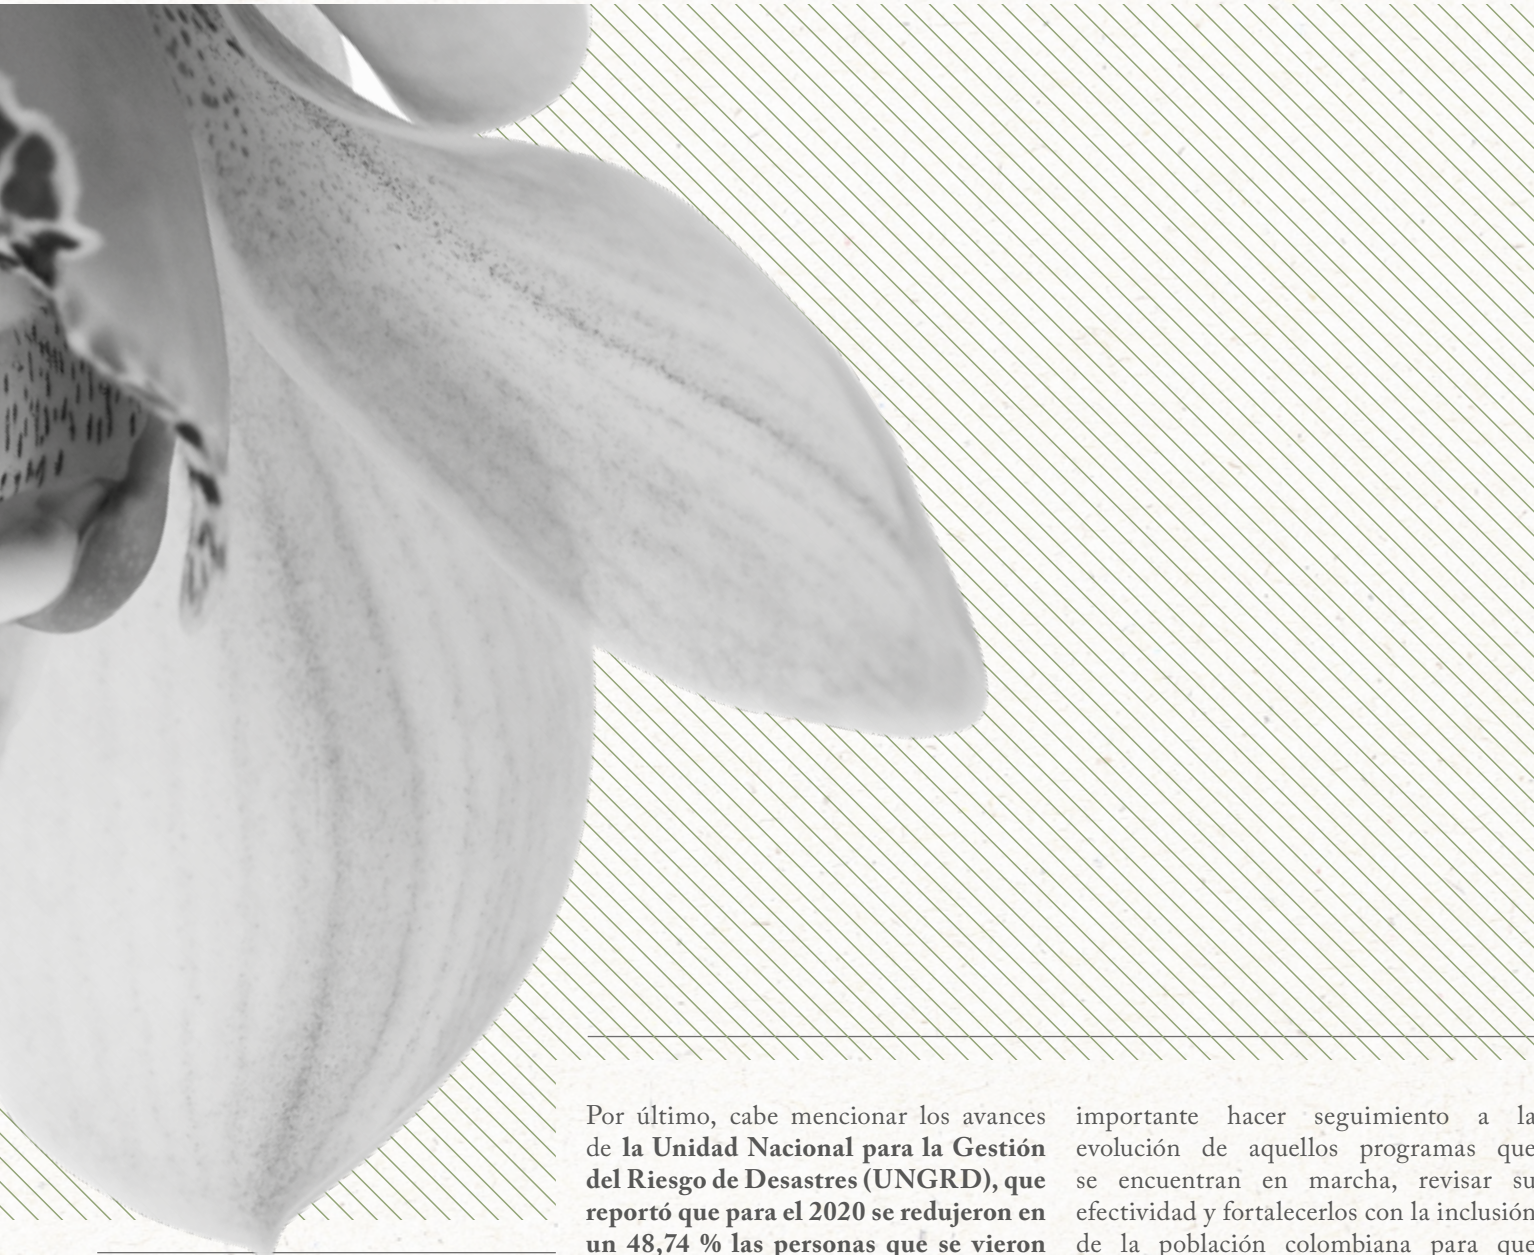 Por último, cabe mencionar los avances
de la Unidad Nacional para la Gestión
del Riesgo de Desastres (UNGRD), que
reportó que para el 2020 se redujeron en
un 48,74 % las personas que se vieron
importante hacer seguimiento a la
evolución de aquellos programas que
se encuentran en marcha, revisar su
efectividad y fortalecerlos con la inclusión
de la población colombiana para que